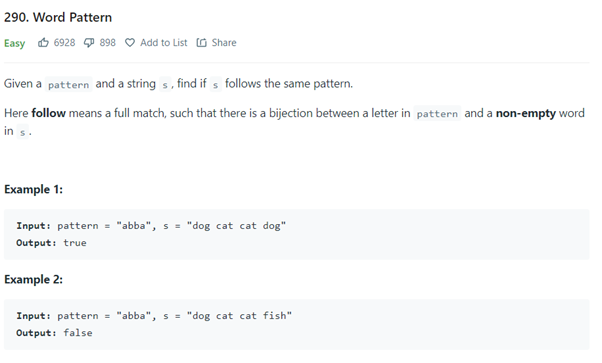 290. Word Pattern
Easy 6928 898 Add to List Share
Given a pattern and a string s, find if s follows the same pattern.
Here follow means a full match, such that there is a bijection between a letter in pattern and a non-empty word
in s.
Example 1:
Input: pattern = "abba", s = "dog cat cat dog"
Output: true
Example 2:
Input: pattern = "abba", s = "dog cat cat fish"
Output: false